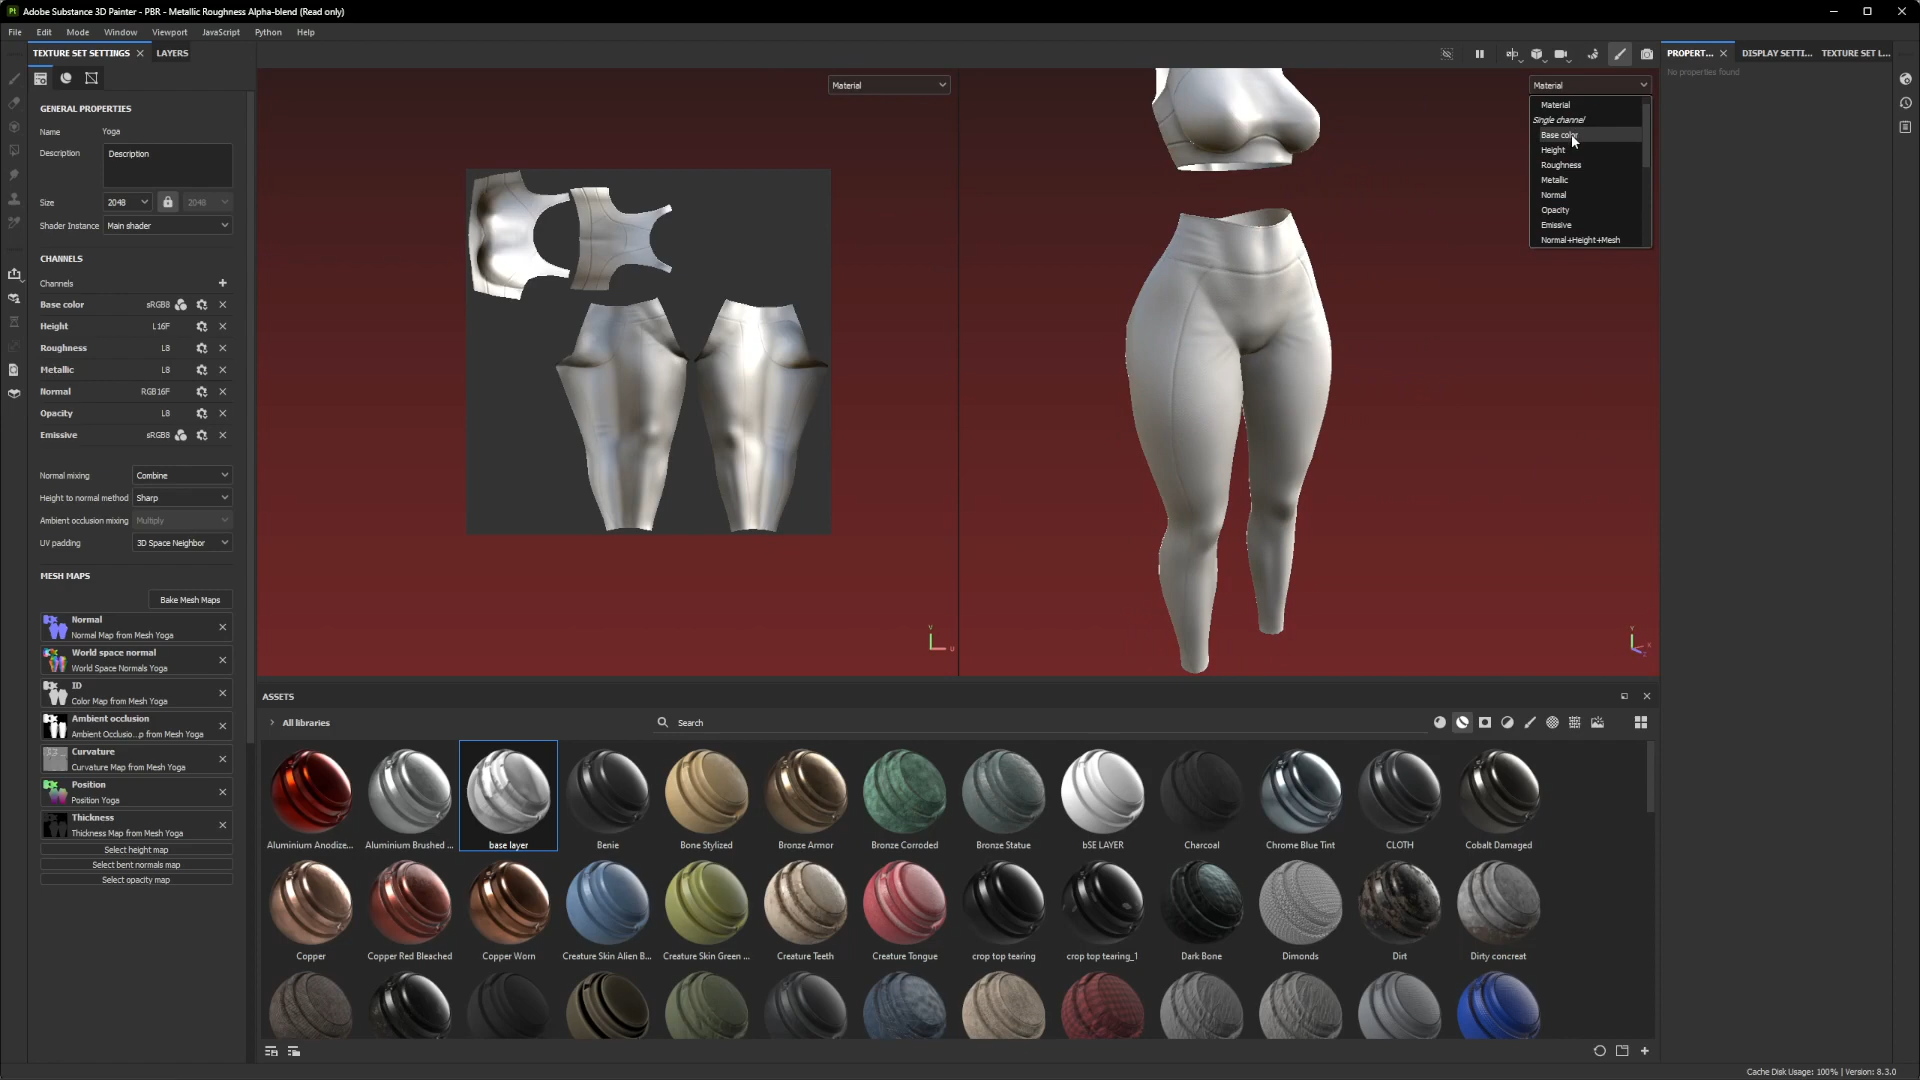 Adobe Substance 3D Painter - PBR - Metallic Roughness Alpha-blend (Read only)
File Edit Mode Window Viewport JavaScript Python Help
TEXTURE SET SETTINGS LAYERS
PROPERT... DISPLAY SETTI... TEXTURE SET L...
No properties found
Material
Material
Material
Single channel
Base color
Height
Roughness
Metallic
Normal
Opacity
Emissive
Normal+Height+Mesh
GENERAL PROPERTIES
Name Yoga
Description Description
Size 2048 2048
Shader Instance Main shader
CHANNELS
Channels
Base color sRGB8
Height L16F
Roughness L8
Metallic L8
Normal RGB16F
Opacity L8
Emissive sRGB8
Normal mixing Combine
Height to normal method Sharp
Ambient occlusion mixing Multiply
UV padding 3D Space Neighbor
MESH MAPS
Bake Mesh Maps
Normal
Normal Map from Mesh Yoga
World space normal
World Space Normals Yoga
ID
Color Map from Mesh Yoga
Ambient occlusion
Ambient Occlusio...p from Mesh Yoga
Curvature
Curvature Map from Mesh Yoga
Position
Position Yoga
Thickness
Thickness Map from Mesh Yoga
Select height map
Select bent normals map
Select opacity map
V
U
Y
X
Z
ASSETS
All libraries
Search
Aluminium Anodize... Aluminium Brushed ... base layer Benie Bone Stylized Bronze Armor Bronze Corroded Bronze Statue bSE LAYER Charcoal Chrome Blue Tint CLOTH Cobalt Damaged
Copper Copper Red Bleached Copper Worn Creature Skin Alien B... Creature Skin Green ... Creature Teeth Creature Tongue crop top tearing crop top tearing_1 Dark Bone Dimonds Dirt Dirty concreat
Cache Disk Usage: 100% | Version: 8.3.0